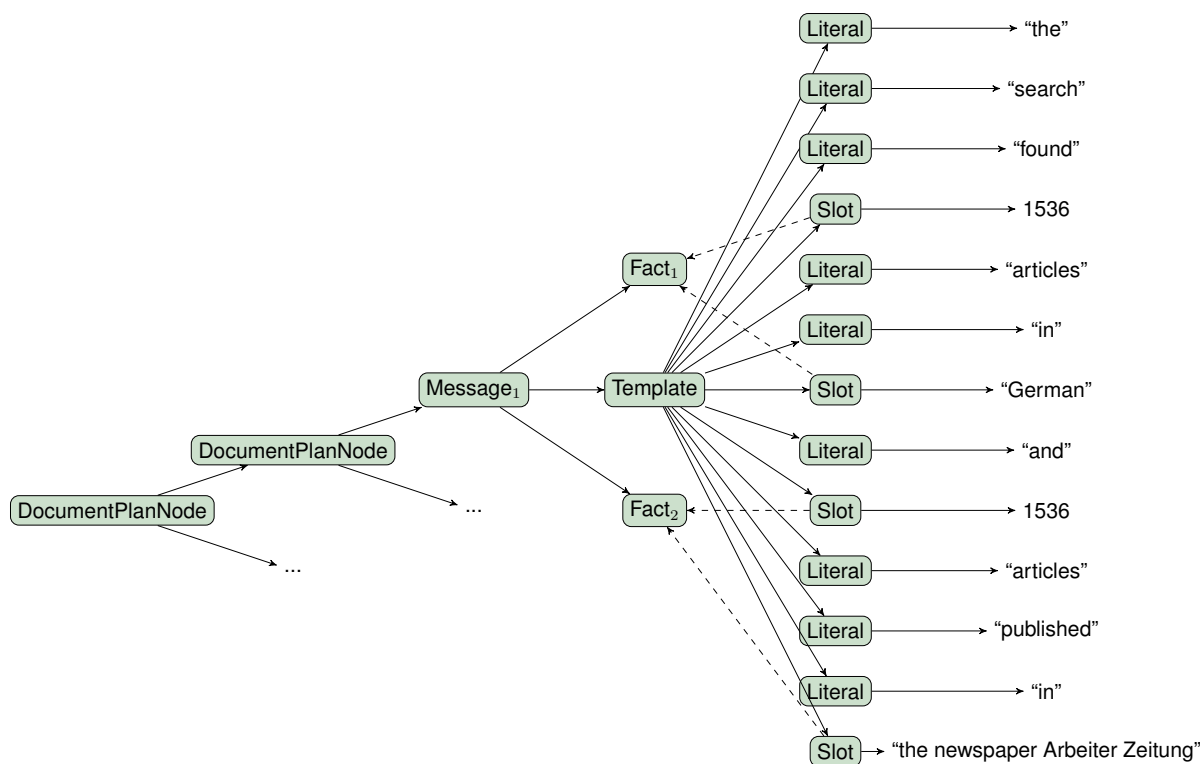 Literal “the”
Literal “search”
Literal “found”
Slot 1536
Fact₁ Literal “articles”
Literal “in”
Message₁ Template Slot “German”
DocumentPlanNode Literal “and”
DocumentPlanNode ... Fact₂ Slot 1536
... Literal “articles”
Literal “published”
Literal “in”
Slot “the newspaper Arbeiter Zeitung”